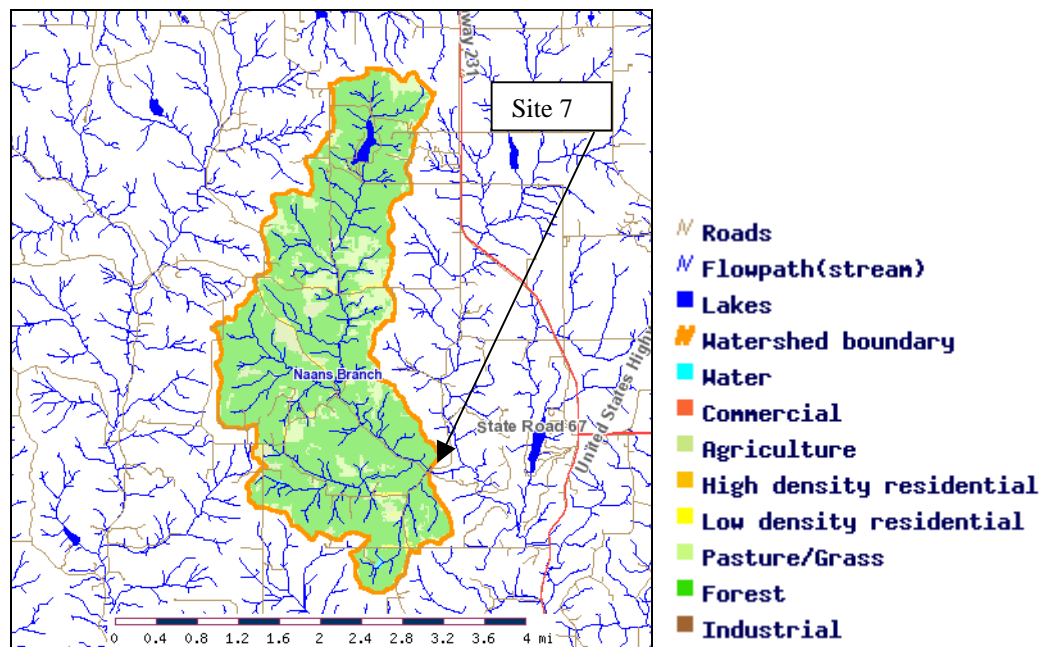 way 231
Site 7
Naans Branch
State Road 67
United States Highw
0 0.4 0.8 1.2 1.6 2 2.4 2.8 3.2 3.6 4 mi
Roads
Flowpath(stream)
Lakes
Watershed boundary
Water
Commercial
Agriculture
High density residential
Low density residential
Pasture/Grass
Forest
Industrial